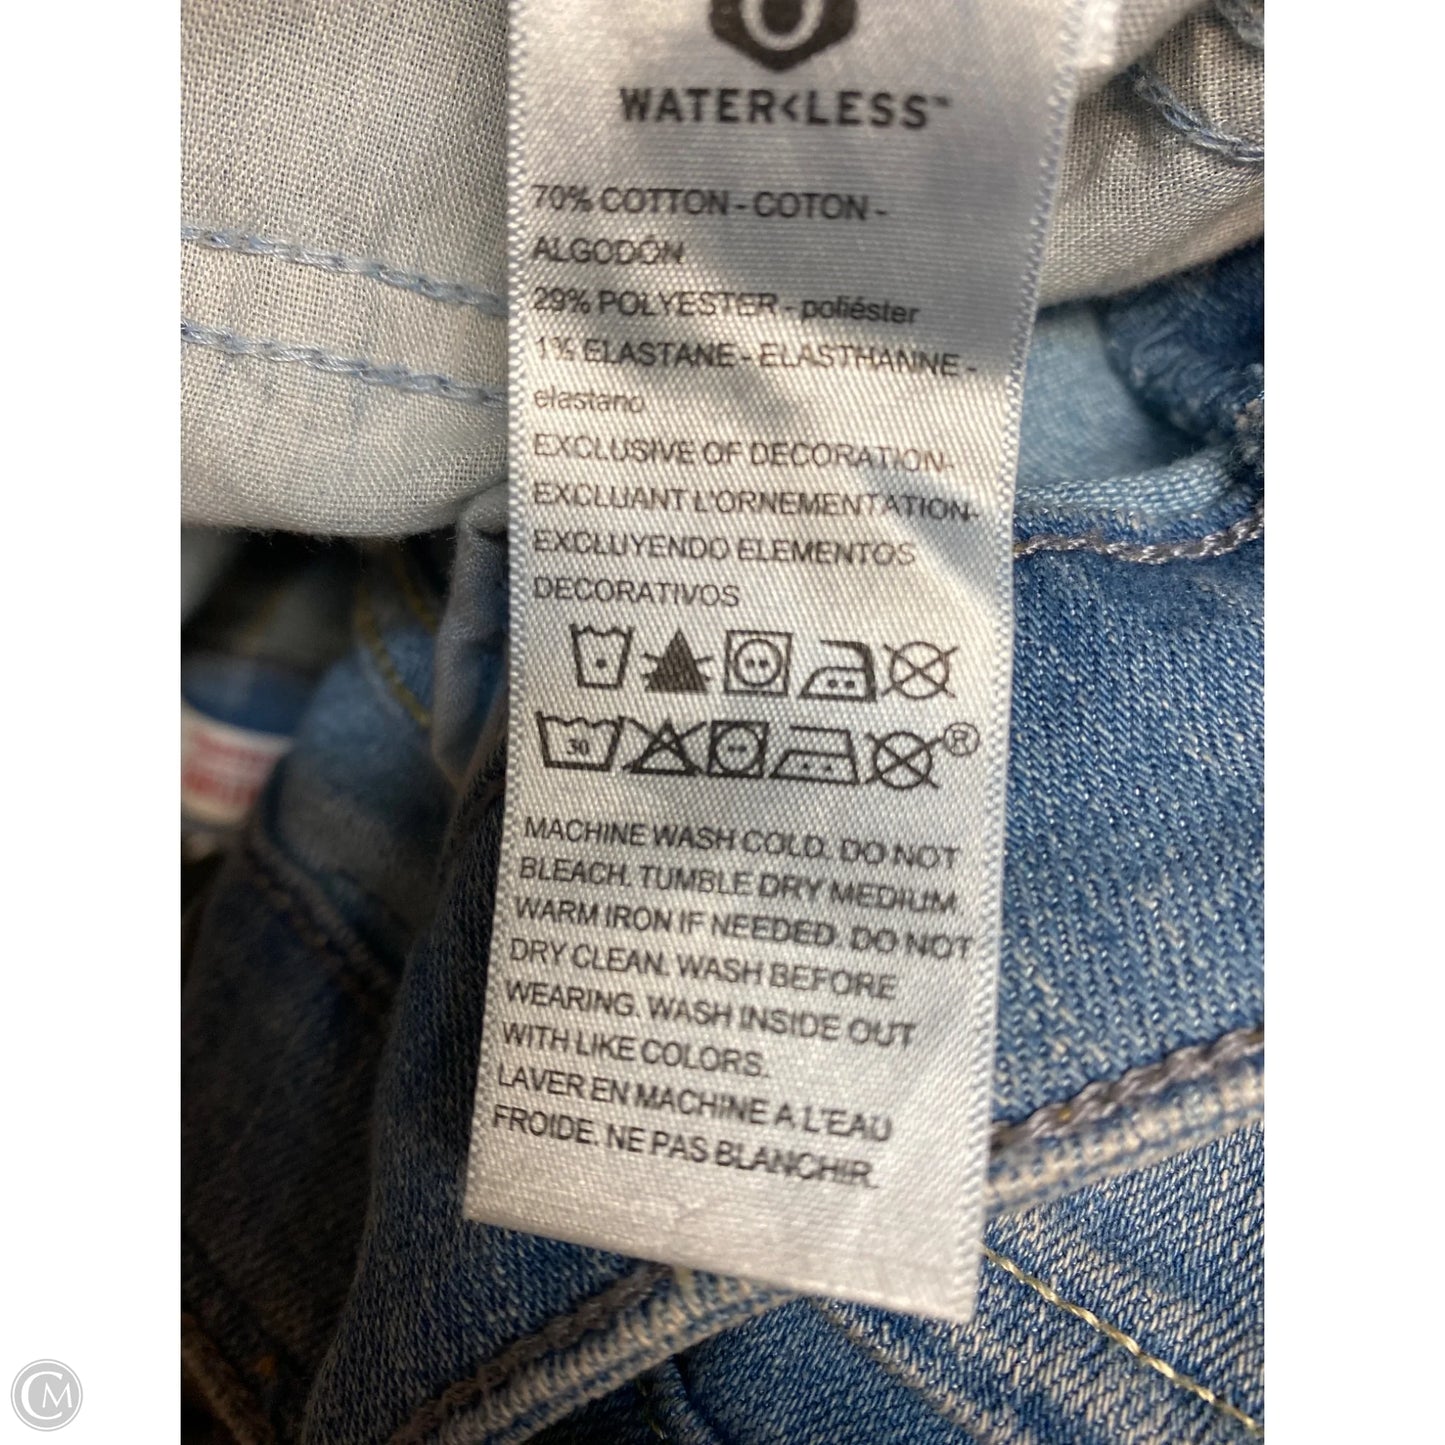 WATER<LESS™
70% COTTON - COTON -
ALGODÓN
29% POLYESTER - poliéster
1% ELASTANE - ELASTHANNE -
elastano
EXCLUSIVE OF DECORATION-
EXCLUANT L'ORNEMENTATION-
EXCLUYENDO ELEMENTOS
DECORATIVOS
30 ®
MACHINE WASH COLD. DO NOT
BLEACH. TUMBLE DRY MEDIUM.
WARM IRON IF NEEDED. DO NOT
DRY CLEAN. WASH BEFORE
WEARING. WASH INSIDE OUT
WITH LIKE COLORS.
LAVER EN MACHINE A L'EAU
FROIDE. NE PAS BLANCHIR.
CM